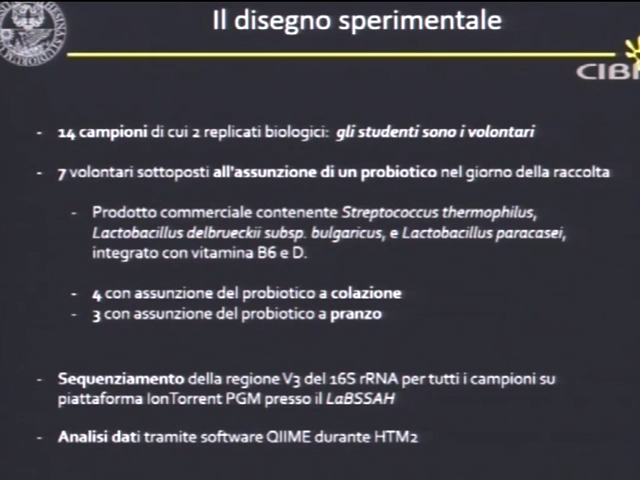 Il disegno sperimentale
CIBI
- 14 campioni di cui 2 replicati biologici: gli studenti sono i volontari
- 7 volontari sottoposti all'assunzione di un probiotico nel giorno della raccolta
- Prodotto commerciale contenente Streptococcus thermophilus,
Lactobacillus delbrueckii subsp. bulgaricus, e Lactobacillus paracasei,
integrato con vitamina B6 e D.
- 4 con assunzione del probiotico a colazione
- 3 con assunzione del probiotico a pranzo
- Sequenziamento della regione V3 del 16S rRNA per tutti i campioni su
piattaforma IonTorrent PGM presso il LaBSSAH
- Analisi dati tramite software QIIME durante HTM2